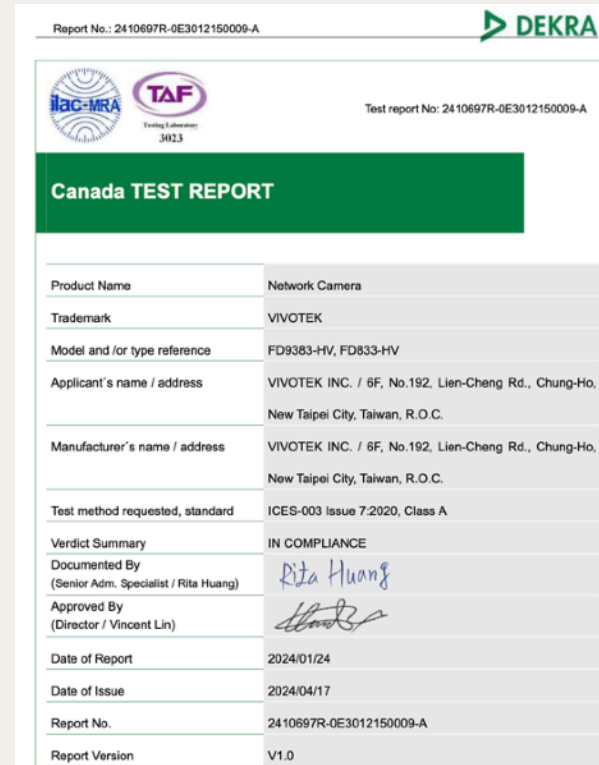 Report No.: 2410697R-0E3012150009-A
DEKRA
ilac-MRA
TAF
Testing Laboratory
3023
Test report No: 2410697R-0E3012150009-A
Canada TEST REPORT
Product Name Network Camera
Trademark VIVOTEK
Model and /or type reference FD9383-HV, FD833-HV
Applicant´s name / address VIVOTEK INC. / 6F, No.192, Lien-Cheng Rd., Chung-Ho,
New Taipei City, Taiwan, R.O.C.
Manufacturer´s name / address VIVOTEK INC. / 6F, No.192, Lien-Cheng Rd., Chung-Ho,
New Taipei City, Taiwan, R.O.C.
Test method requested, standard ICES-003 Issue 7:2020, Class A
Verdict Summary IN COMPLIANCE
Documented By
(Senior Adm. Specialist / Rita Huang) Rita Huang
Approved By
(Director / Vincent Lin)
Date of Report 2024/01/24
Date of Issue 2024/04/17
Report No. 2410697R-0E3012150009-A
Report Version V1.0